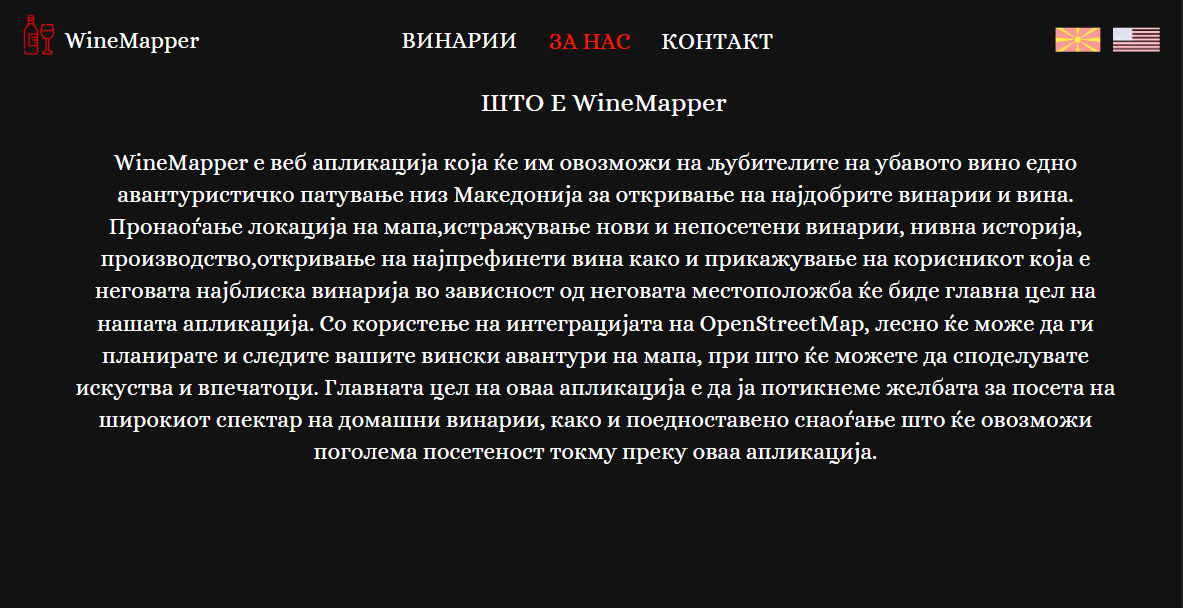 WineMapper
ВИНАРИИ
ЗА НАС
КОНТАКТ
ШТО Е WineMapper
WineMapper е веб апликација која ќе им овозможи на љубителите на убавото вино едно
авантуристичко патување низ Македонија за откривање на најдобрите винарии и вина.
Пронаоѓање локација на мапа,истражување нови и непосетени винарии, нивна историја,
производство,откривање на најпрефинети вина како и прикажување на корисникот која е
неговата најблиска винарија во зависност од неговата местоположба ќе биде главна цел на
нашата апликација. Со користење на интеграцијата на OpenStreetMap, лесно ќе може да ги
планирате и следите вашите вински авантури на мапа, при што ќе можете да споделувате
искуства и впечатоци. Главната цел на оваа апликација е да ја потикнеме желбата за посета на
широкиот спектар на домашни винарии, како и поедноставено снаоѓање што ќе овозможи
поголема посетеност токму преку оваа апликација.